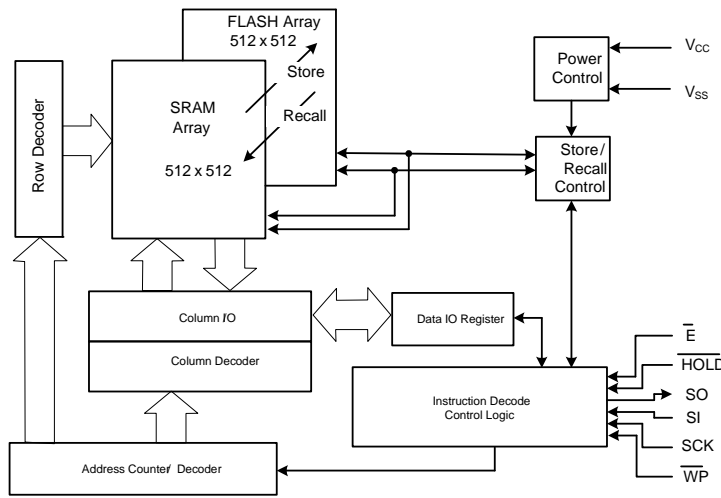 FLASH Array
512 x 512
Store
Recall
SRAM
Array
512 x 512
Row Decoder
Power
Control
VCC
VSS
Store/
Recall
Control
Column I/O
Column Decoder
Data IO Register
Instruction Decode
Control Logic
E
HOLD
SO
SI
SCK
WP
Address Counter/ Decoder